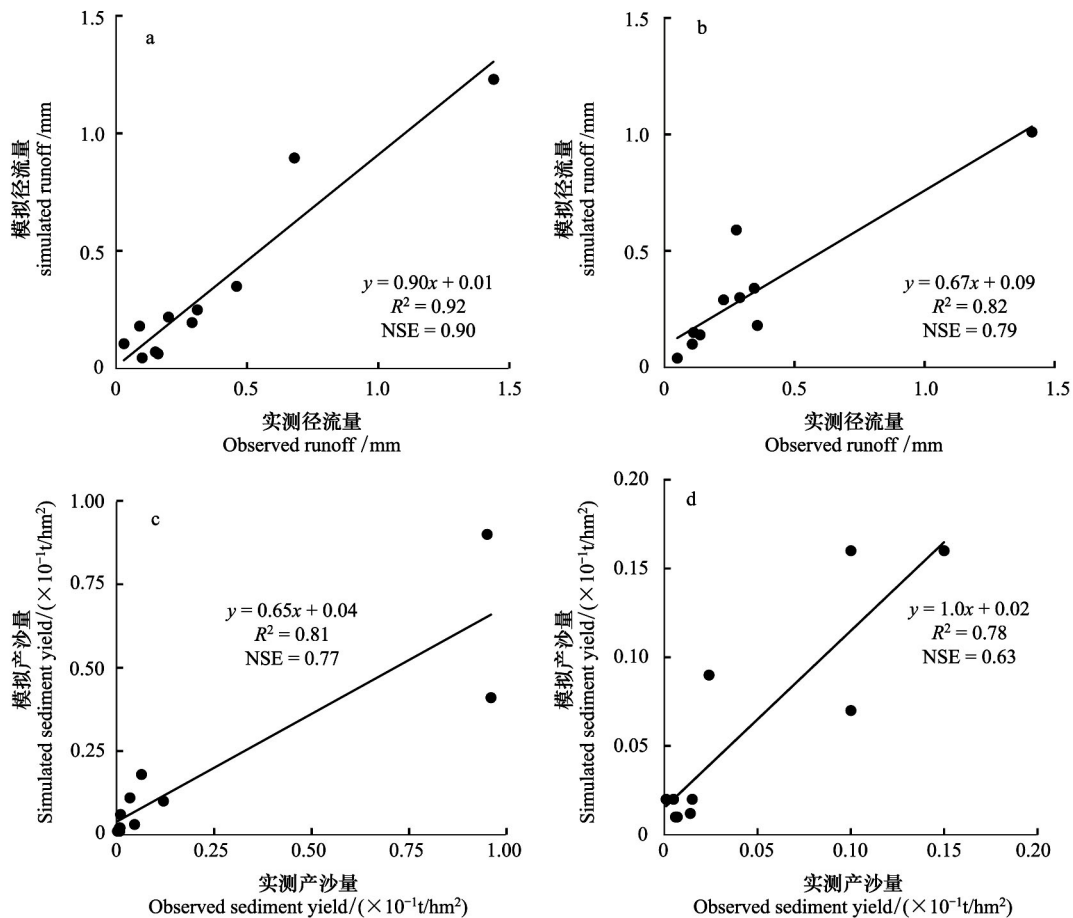 1.5
a
1.0
0.5
0
模拟径流量
simulated runoff /mm
y = 0.90x + 0.01
R² = 0.92
NSE = 0.90
0
0.5
1.0
1.5
实测径流量
Observed runoff /mm
1.5
b
1.0
0.5
0
模拟径流量
simulated runoff /mm
y = 0.67x + 0.09
R² = 0.82
NSE = 0.79
0
0.5
1.0
1.5
实测径流量
Observed runoff /mm
1.00
c
0.75
0.50
0.25
0
模拟产沙量
Simulated sediment yield/(×10⁻¹t/hm²)
y = 0.65x + 0.04
R² = 0.81
NSE = 0.77
0
0.25
0.50
0.75
1.00
实测产沙量
Observed sediment yield/(×10⁻¹t/hm²)
0.20
d
0.15
0.10
0.05
0
模拟产沙量
Simulated sediment yield/(×10⁻¹t/hm²)
y = 1.0x + 0.02
R² = 0.78
NSE = 0.63
0
0.05
0.10
0.15
0.20
实测产沙量
Observed sediment yield/(×10⁻¹t/hm²)